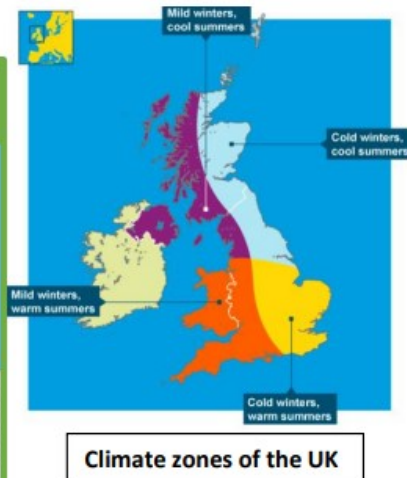 Mild winters,
cool summers
Cold winters,
cool summers
Mild winters,
warm summers
Cold winters,
warm summers
Climate zones of the UK